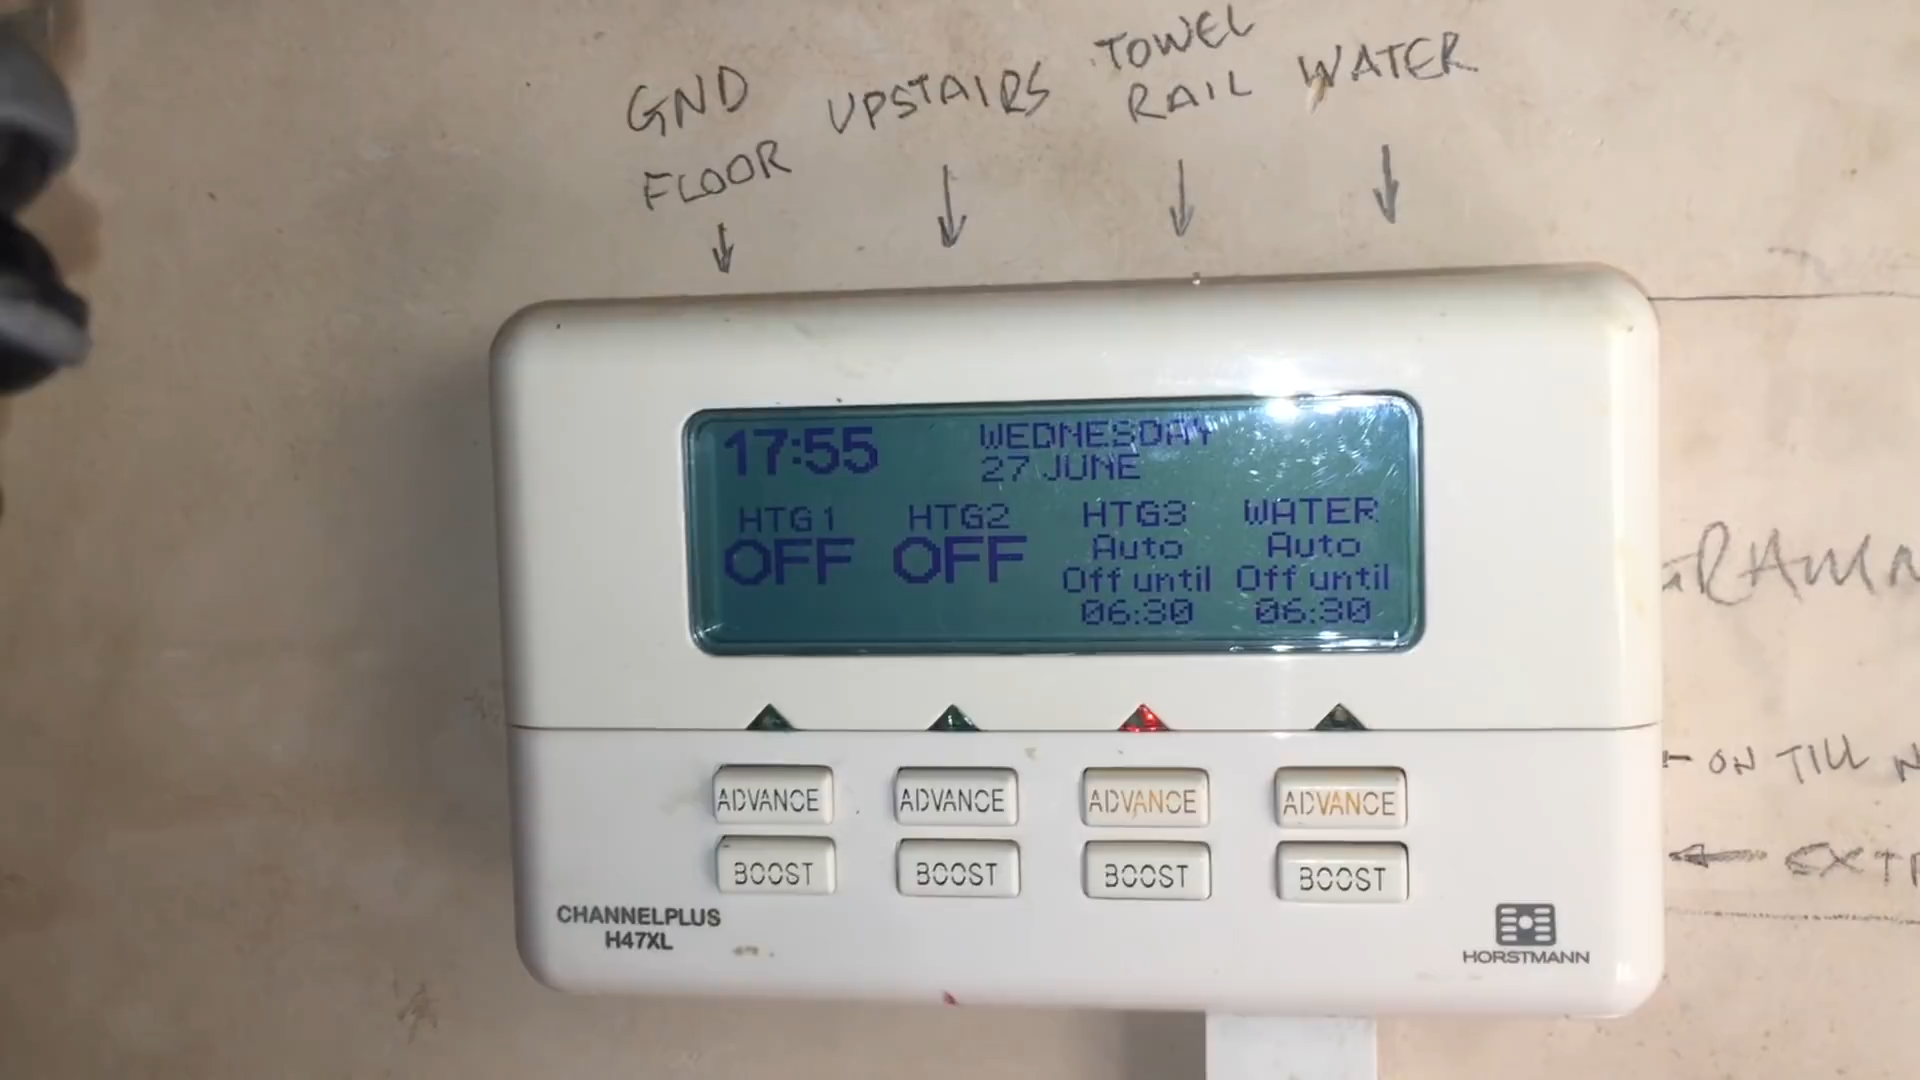 GND
FLOOR
UPSTAIRS
TOWEL
RAIL
WATER
17:55
WEDNESDAY
27 JUNE
HTG1
OFF
HTG2
OFF
HTG3
Auto
Off until
06:30
WATER
Auto
Off until
06:30
ADVANCE ADVANCE ADVANCE ADVANCE
BOOST BOOST BOOST BOOST
CHANNELPLUS
H47XL
HORSTMANN
ON TILL